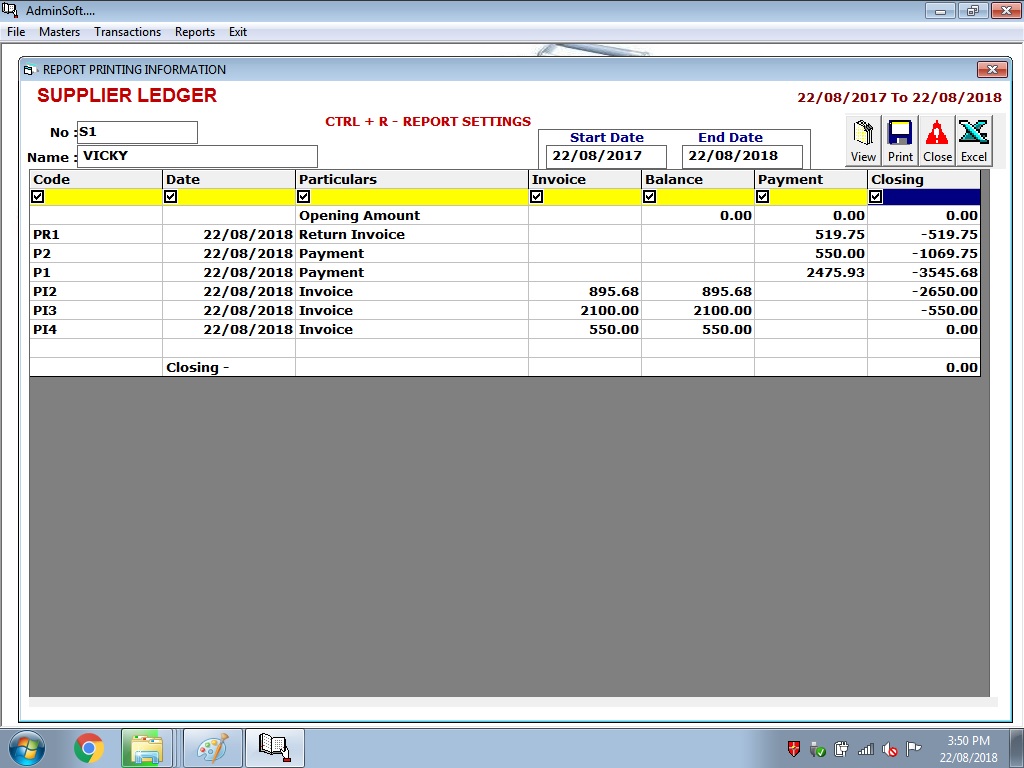 AdminSoft....
File Masters Transactions Reports Exit
REPORT PRINTING INFORMATION
SUPPLIER LEDGER
22/08/2017 To 22/08/2018
CTRL + R - REPORT SETTINGS
No : S1
Start Date End Date
Name : VICKY
22/08/2017 22/08/2018
View Print Close Excel
Code Date Particulars Invoice Balance Payment Closing
Opening Amount 0.00 0.00 0.00
PR1 22/08/2018 Return Invoice 519.75 -519.75
P2 22/08/2018 Payment 550.00 -1069.75
P1 22/08/2018 Payment 2475.93 -3545.68
PI2 22/08/2018 Invoice 895.68 895.68 -2650.00
PI3 22/08/2018 Invoice 2100.00 2100.00 -550.00
PI4 22/08/2018 Invoice 550.00 550.00 0.00
Closing - 0.00
3:50 PM
22/08/2018